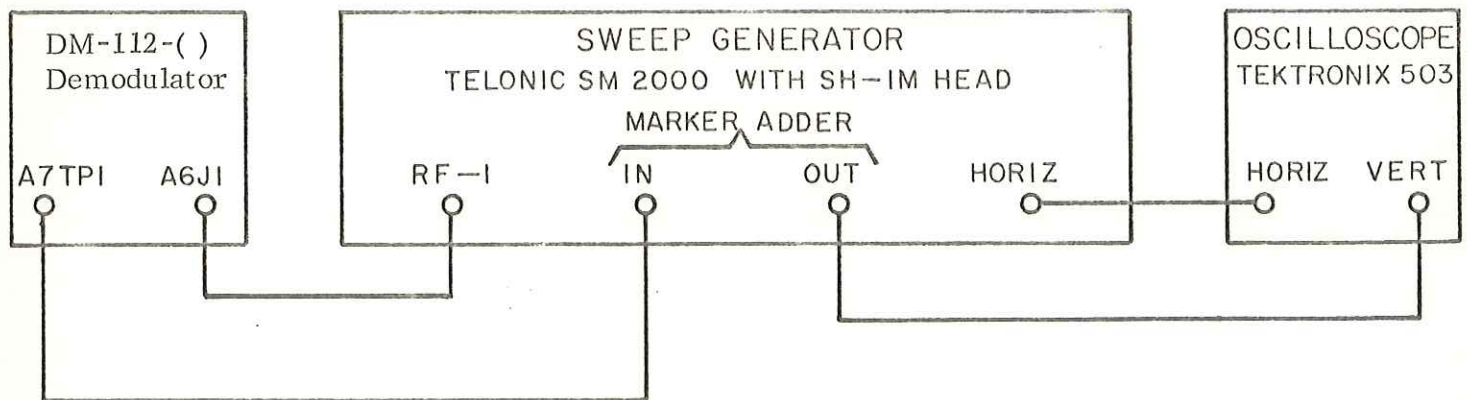 DM-112-( )
Demodulator
A7TP1
A6J1
SWEEP GENERATOR
TELONIC SM 2000 WITH SH-1M HEAD
MARKER ADDER
RF-1
IN
OUT
HORIZ
OSCILLOSCOPE
TEKTRONIX 503
HORIZ
VERT